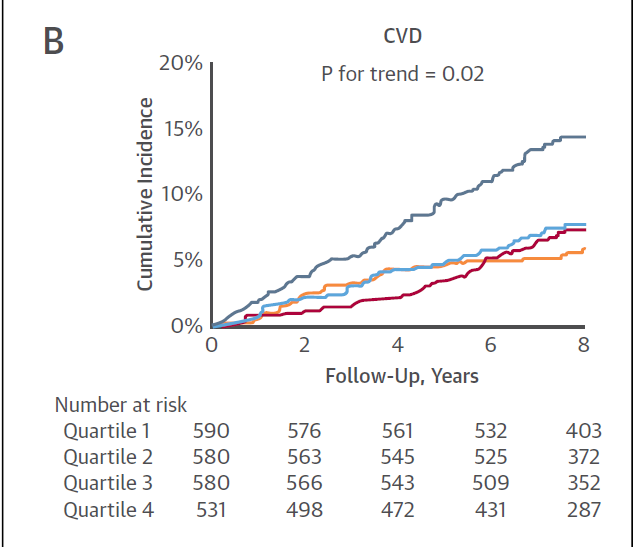 B
CVD
P for trend = 0.02
20%
15%
10%
5%
0%
Cumulative Incidence
0 2 4 6 8
Follow-Up, Years
Number at risk
Quartile 1 590 576 561 532 403
Quartile 2 580 563 545 525 372
Quartile 3 580 566 543 509 352
Quartile 4 531 498 472 431 287